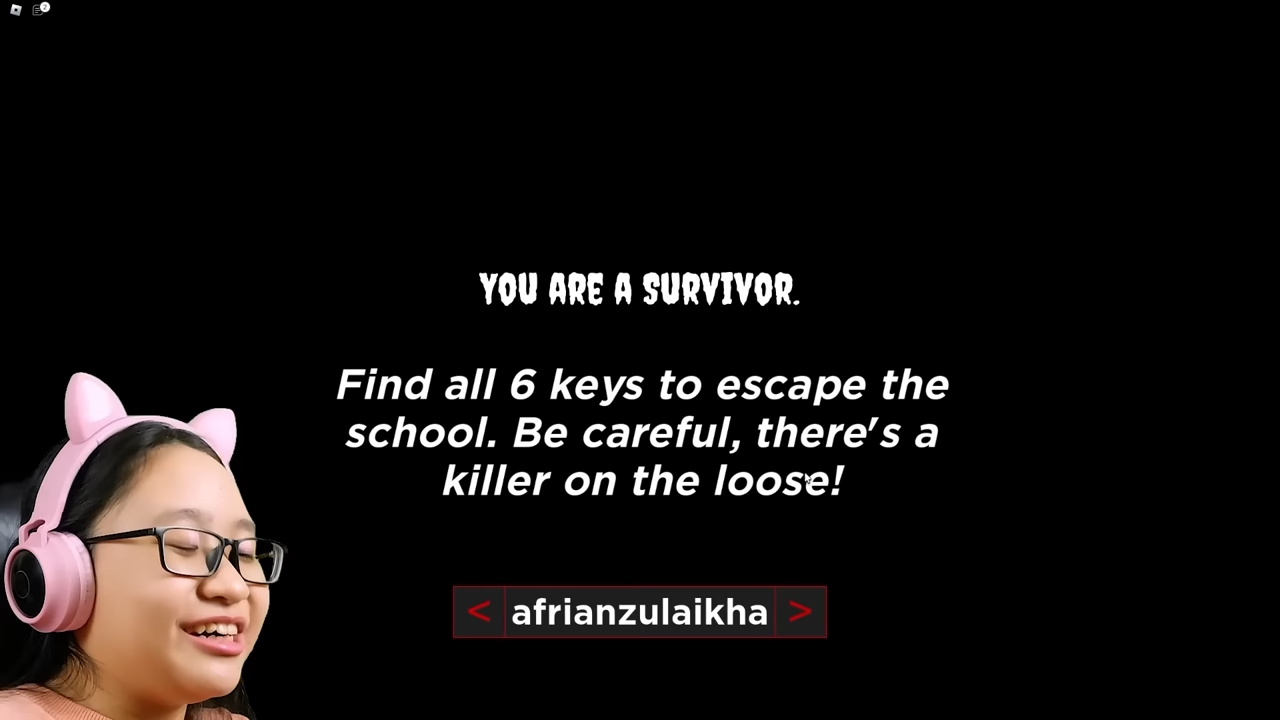 2
YOU ARE A SURVIVOR.
Find all 6 keys to escape the
school. Be careful, there's a
killer on the loose!
< afrianzulaikha >